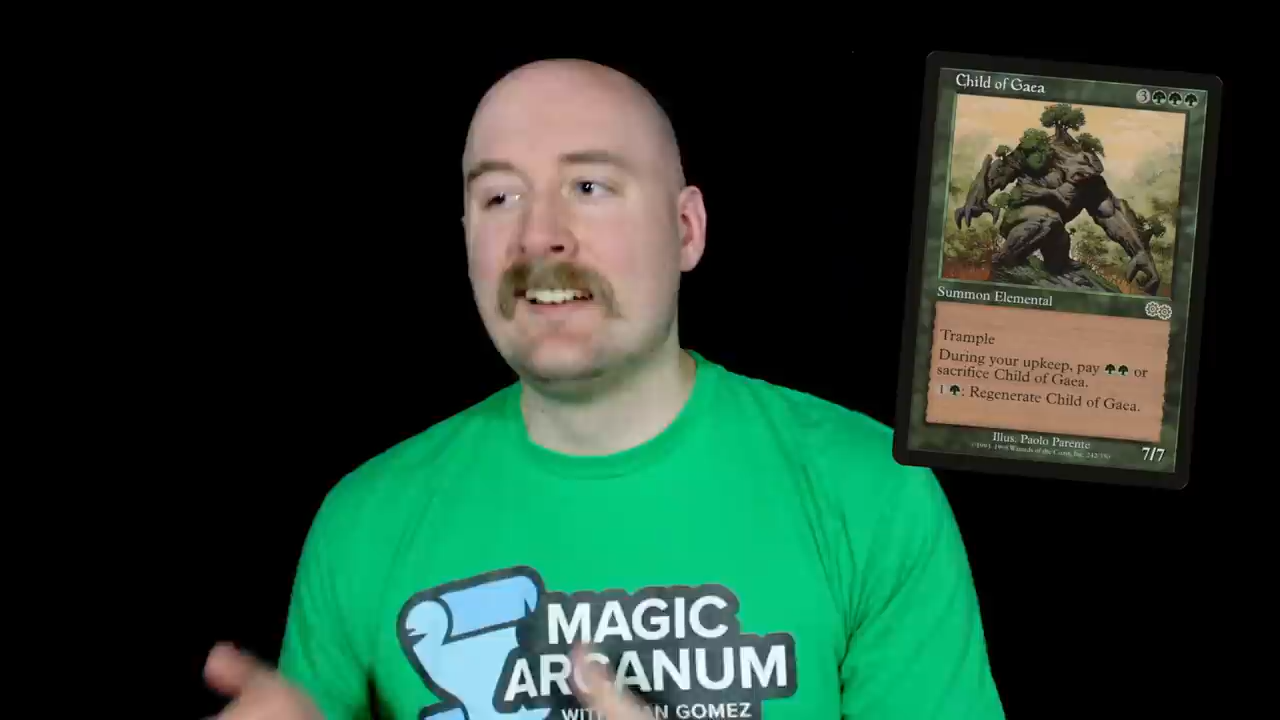 Child of Gaea
3
Summon Elemental
Trample
During your upkeep, pay or
sacrifice Child of Gaea.
1 : Regenerate Child of Gaea.
Illus. Paolo Parente
7/7
MAGIC
ARCANUM
GOMEZ